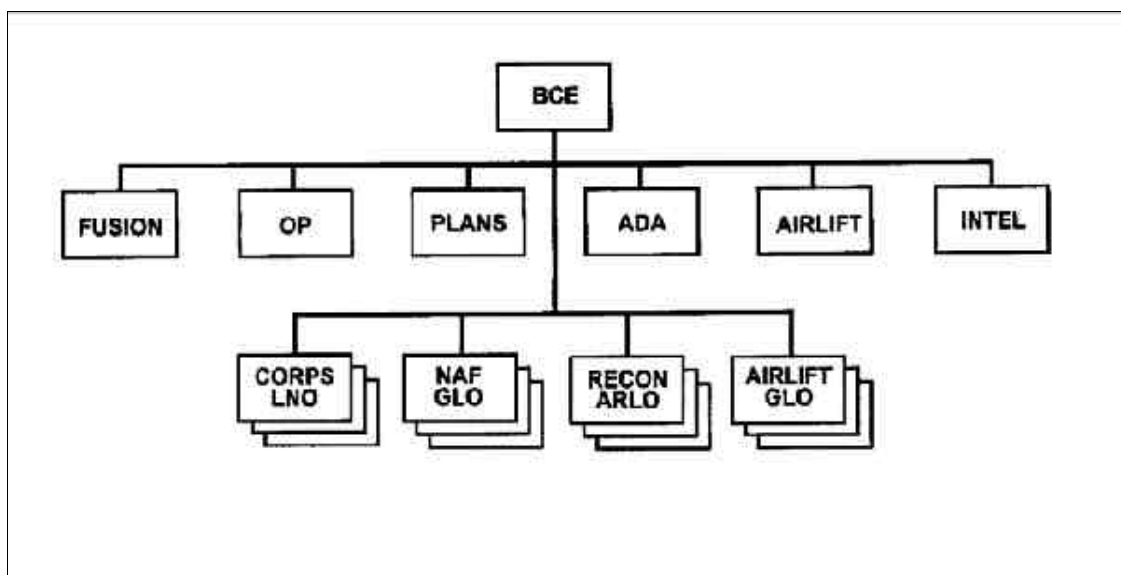 BCE
FUSION
OP
PLANS
ADA
AIRLIFT
INTEL
CORPS
LNO
NAF
GLO
RECON
ARLO
AIRLIFT
GLO